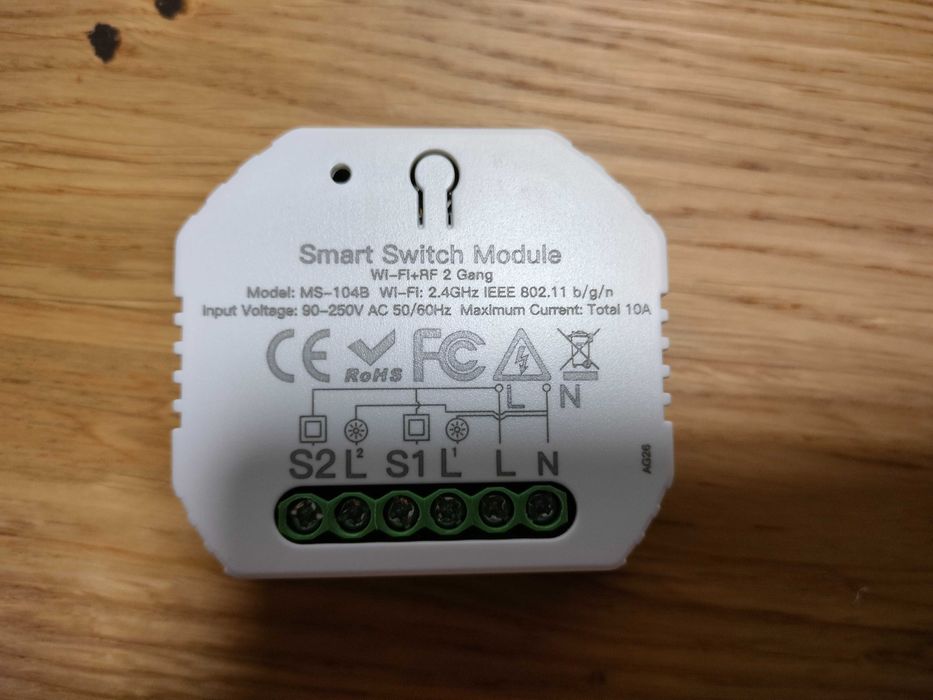 Smart Switch Module
Wi-Fi+RF 2 Gang
Model: MS-104B Wi-Fi: 2.4GHz IEEE 802.11 b/g/n
Input Voltage: 90-250V AC 50/60Hz Maximum Current: Total 10A
CE RoHS FC
L N
S2 L2 S1 L1 L N
AG26